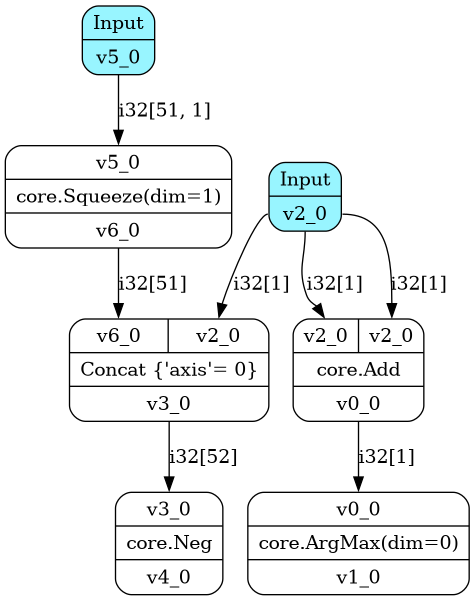 Input
v5_0
i32[51, 1]
v5_0
core.Squeeze(dim=1)
v6_0
Input
v2_0
i32[51]
i32[1]
i32[1]
i32[1]
v6_0 v2_0
Concat {'axis'= 0}
v3_0
v2_0 v2_0
core.Add
v0_0
i32[52]
i32[1]
v3_0
core.Neg
v4_0
v0_0
core.ArgMax(dim=0)
v1_0